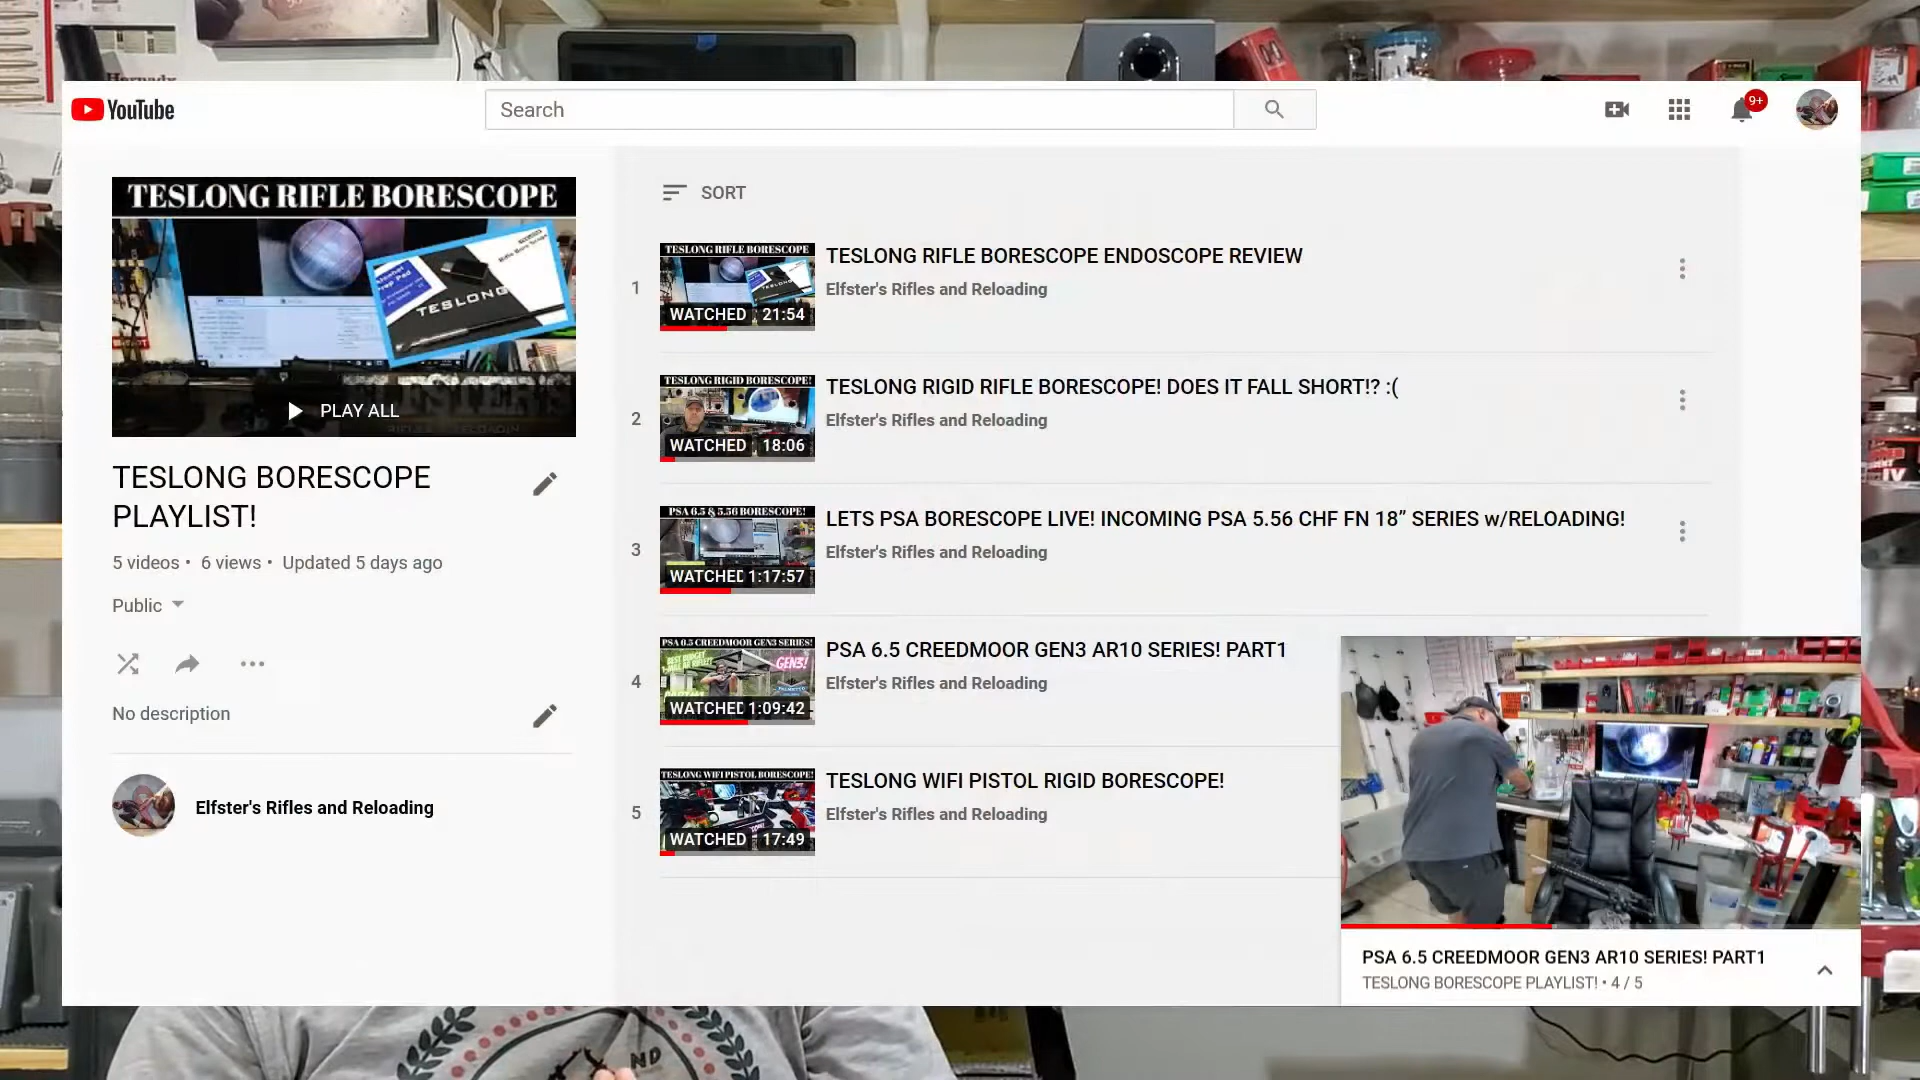 Hornady
YouTube
Search
9+
TESLONG RIFLE BORESCOPE
TESLONG
PLAY ALL
TESLONG BORESCOPE
PLAYLIST!
5 videos • 6 views • Updated 5 days ago
Public
No description
Elfster's Rifles and Reloading
SORT
1
TESLONG RIFLE BORESCOPE
WATCHED 21:54
TESLONG RIFLE BORESCOPE ENDOSCOPE REVIEW
Elfster's Rifles and Reloading
2
TESLONG RIGID BORESCOPE!
WATCHED 18:06
TESLONG RIGID RIFLE BORESCOPE! DOES IT FALL SHORT!? :(
Elfster's Rifles and Reloading
3
PSA 6.5 & 5.56 BORESCOPE!
WATCHED 1:17:57
LETS PSA BORESCOPE LIVE! INCOMING PSA 5.56 CHF FN 18” SERIES w/RELOADING!
Elfster's Rifles and Reloading
4
PSA 6.5 CREEDMOOR GEN3 SERIES!
BEST BUDGET
GEN3!
WATCHED 1:09:42
PSA 6.5 CREEDMOOR GEN3 AR10 SERIES! PART1
Elfster's Rifles and Reloading
5
TESLONG WIFI PISTOL BORESCOPE!
WATCHED 17:49
TESLONG WIFI PISTOL RIGID BORESCOPE!
Elfster's Rifles and Reloading
PSA 6.5 CREEDMOOR GEN3 AR10 SERIES! PART1
TESLONG BORESCOPE PLAYLIST! • 4 / 5
ND